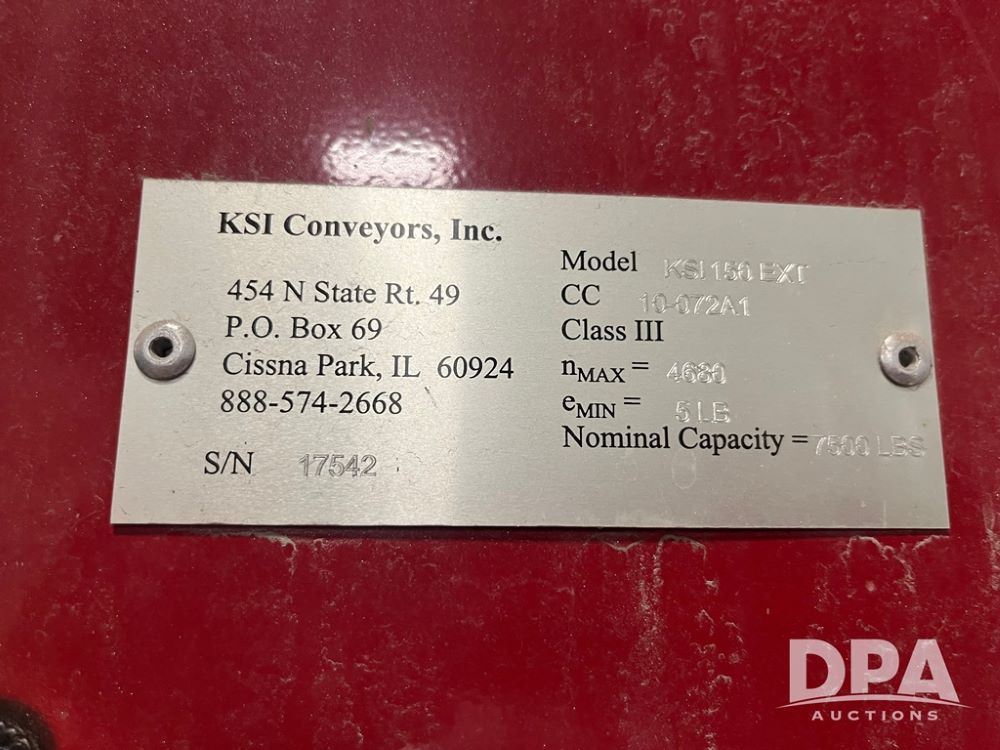 KSI Conveyors, Inc.
454 N State Rt. 49
P.O. Box 69
Cissna Park, IL 60924
888-574-2668
S/N 17542
Model KSI 150 EXT
CC 10-072A1
Class III
nMAX = 4680
eMIN = 5 LB
Nominal Capacity = 7500 LBS
DPA
AUCTIONS